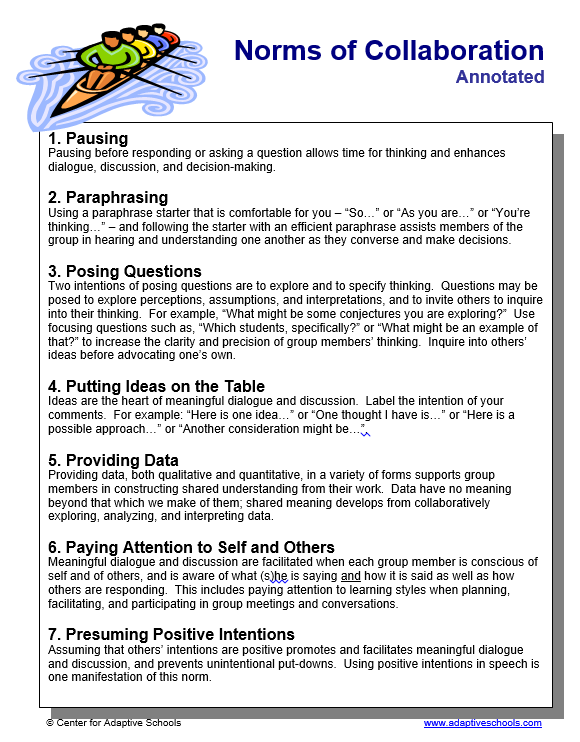 Norms of Collaboration
Annotated
1. Pausing
Pausing before responding or asking a question allows time for thinking and enhances
dialogue, discussion, and decision-making.
2. Paraphrasing
Using a paraphrase starter that is comfortable for you – “So…” or “As you are…” or “You’re
thinking…” – and following the starter with an efficient paraphrase assists members of the
group in hearing and understanding one another as they converse and make decisions.
3. Posing Questions
Two intentions of posing questions are to explore and to specify thinking.  Questions may be
posed to explore perceptions, assumptions, and interpretations, and to invite others to inquire
into their thinking.  For example, “What might be some conjectures you are exploring?”  Use
focusing questions such as, “Which students, specifically?” or “What might be an example of
that?” to increase the clarity and precision of group members’ thinking.  Inquire into others’
ideas before advocating one’s own.
4. Putting Ideas on the Table
Ideas are the heart of meaningful dialogue and discussion.  Label the intention of your
comments.  For example: “Here is one idea…” or “One thought I have is…” or “Here is a
possible approach…” or “Another consideration might be…”.
5. Providing Data
Providing data, both qualitative and quantitative, in a variety of forms supports group
members in constructing shared understanding from their work.  Data have no meaning
beyond that which we make of them; shared meaning develops from collaboratively
exploring, analyzing, and interpreting data.
6. Paying Attention to Self and Others
Meaningful dialogue and discussion are facilitated when each group member is conscious of
self and of others, and is aware of what (s)he is saying and how it is said as well as how
others are responding.  This includes paying attention to learning styles when planning,
facilitating, and participating in group meetings and conversations.
7. Presuming Positive Intentions
Assuming that others’ intentions are positive promotes and facilitates meaningful dialogue
and discussion, and prevents unintentional put-downs.  Using positive intentions in speech is
one manifestation of this norm.
© Center for Adaptive Schools
www.adaptiveschools.com